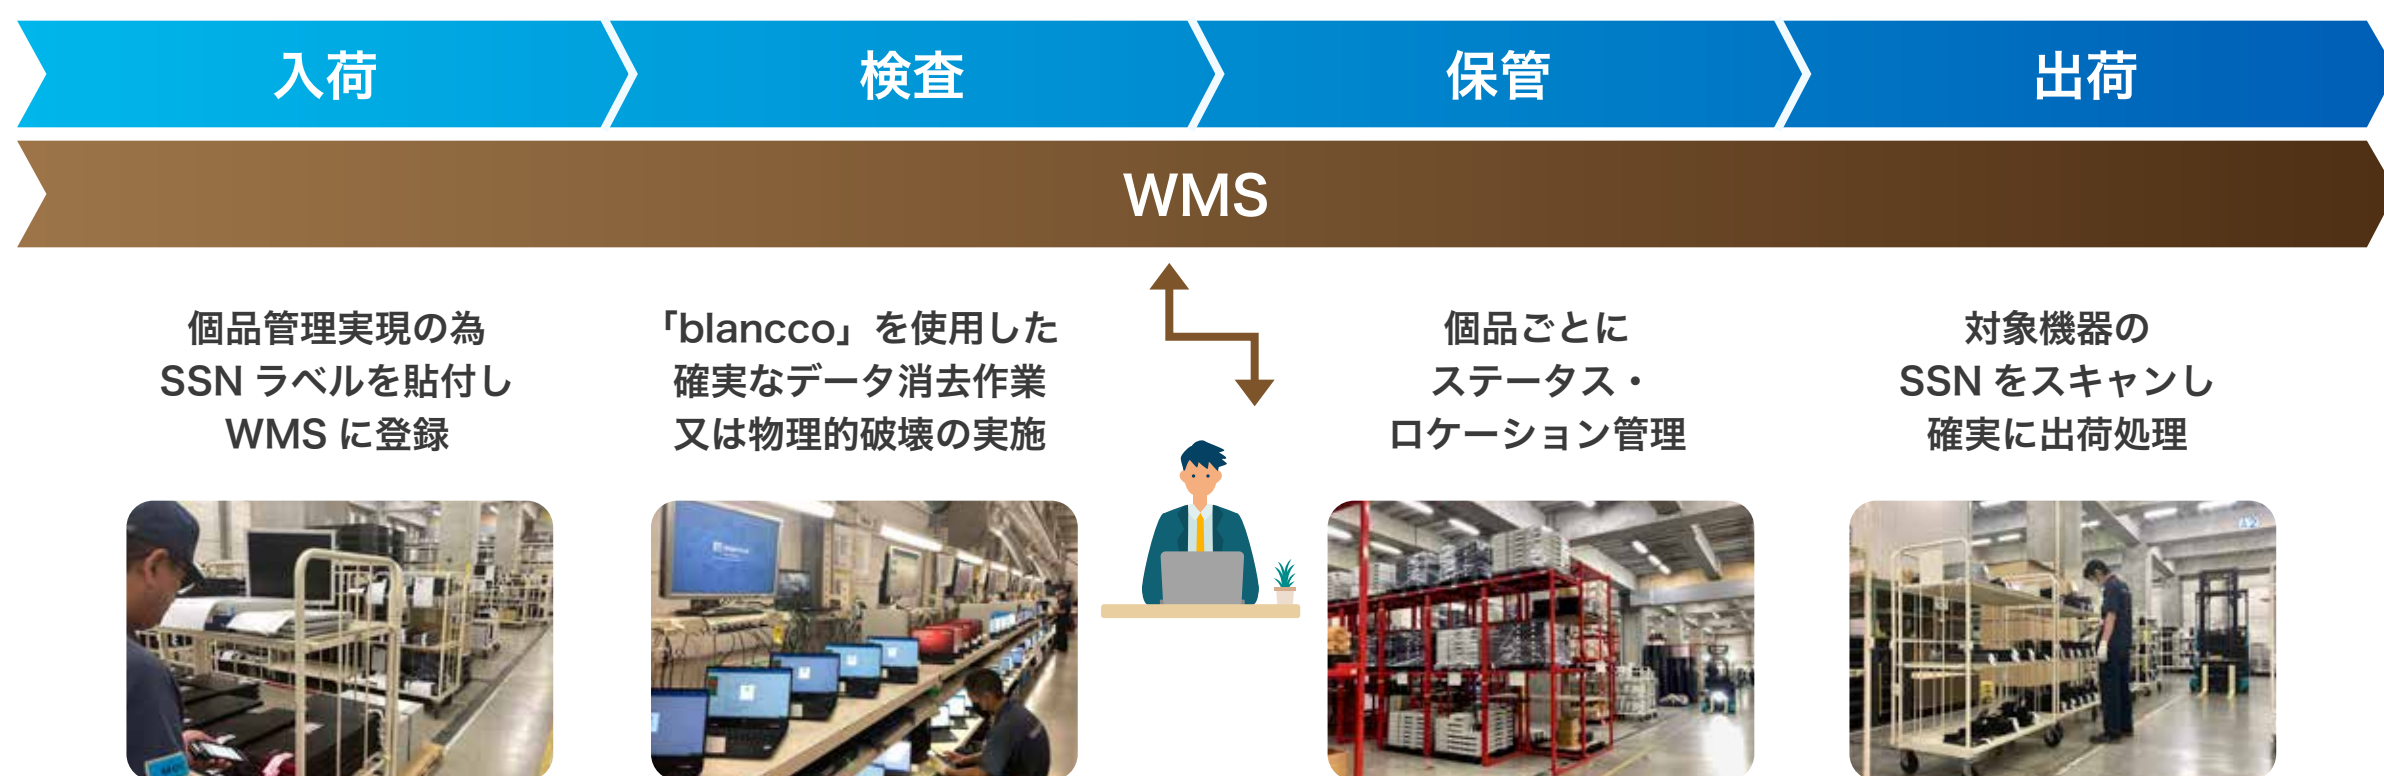 入荷
検査
保管
出荷
WMS
個品管理実現の為
SSN ラベルを貼付し
WMS に登録
「blancco」を使用した
確実なデータ消去作業
又は物理的破壊の実施
個品ごとに
ステータス・
ロケーション管理
対象機器の
SSN をスキャンし
確実に出荷処理
42